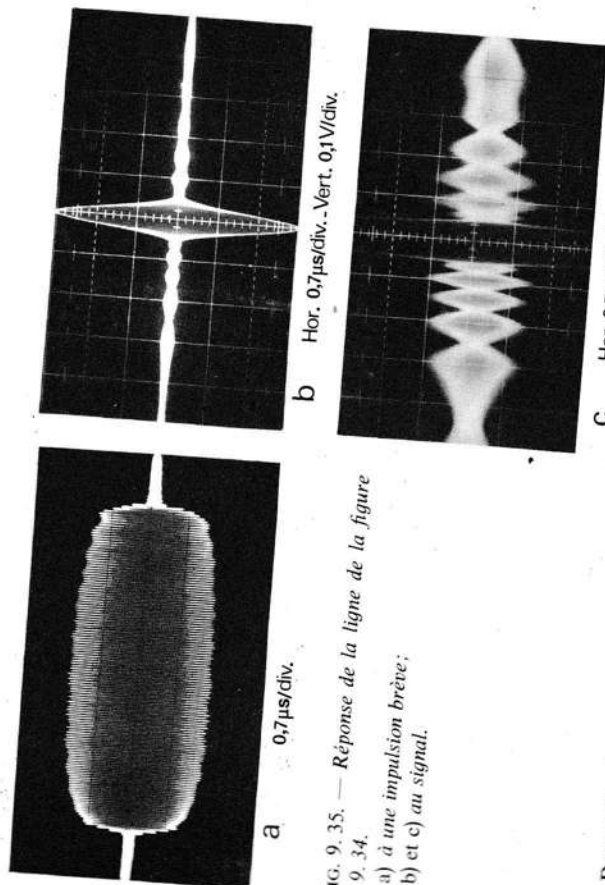 a
0,7µs/div.
b
Hor. 0,7µs/div. - Vert. 0,1V/div.
c
IG. 9. 35. — Réponse de la ligne de la figure
9. 34.
a) à une impulsion brève;
b) et c) au signal.